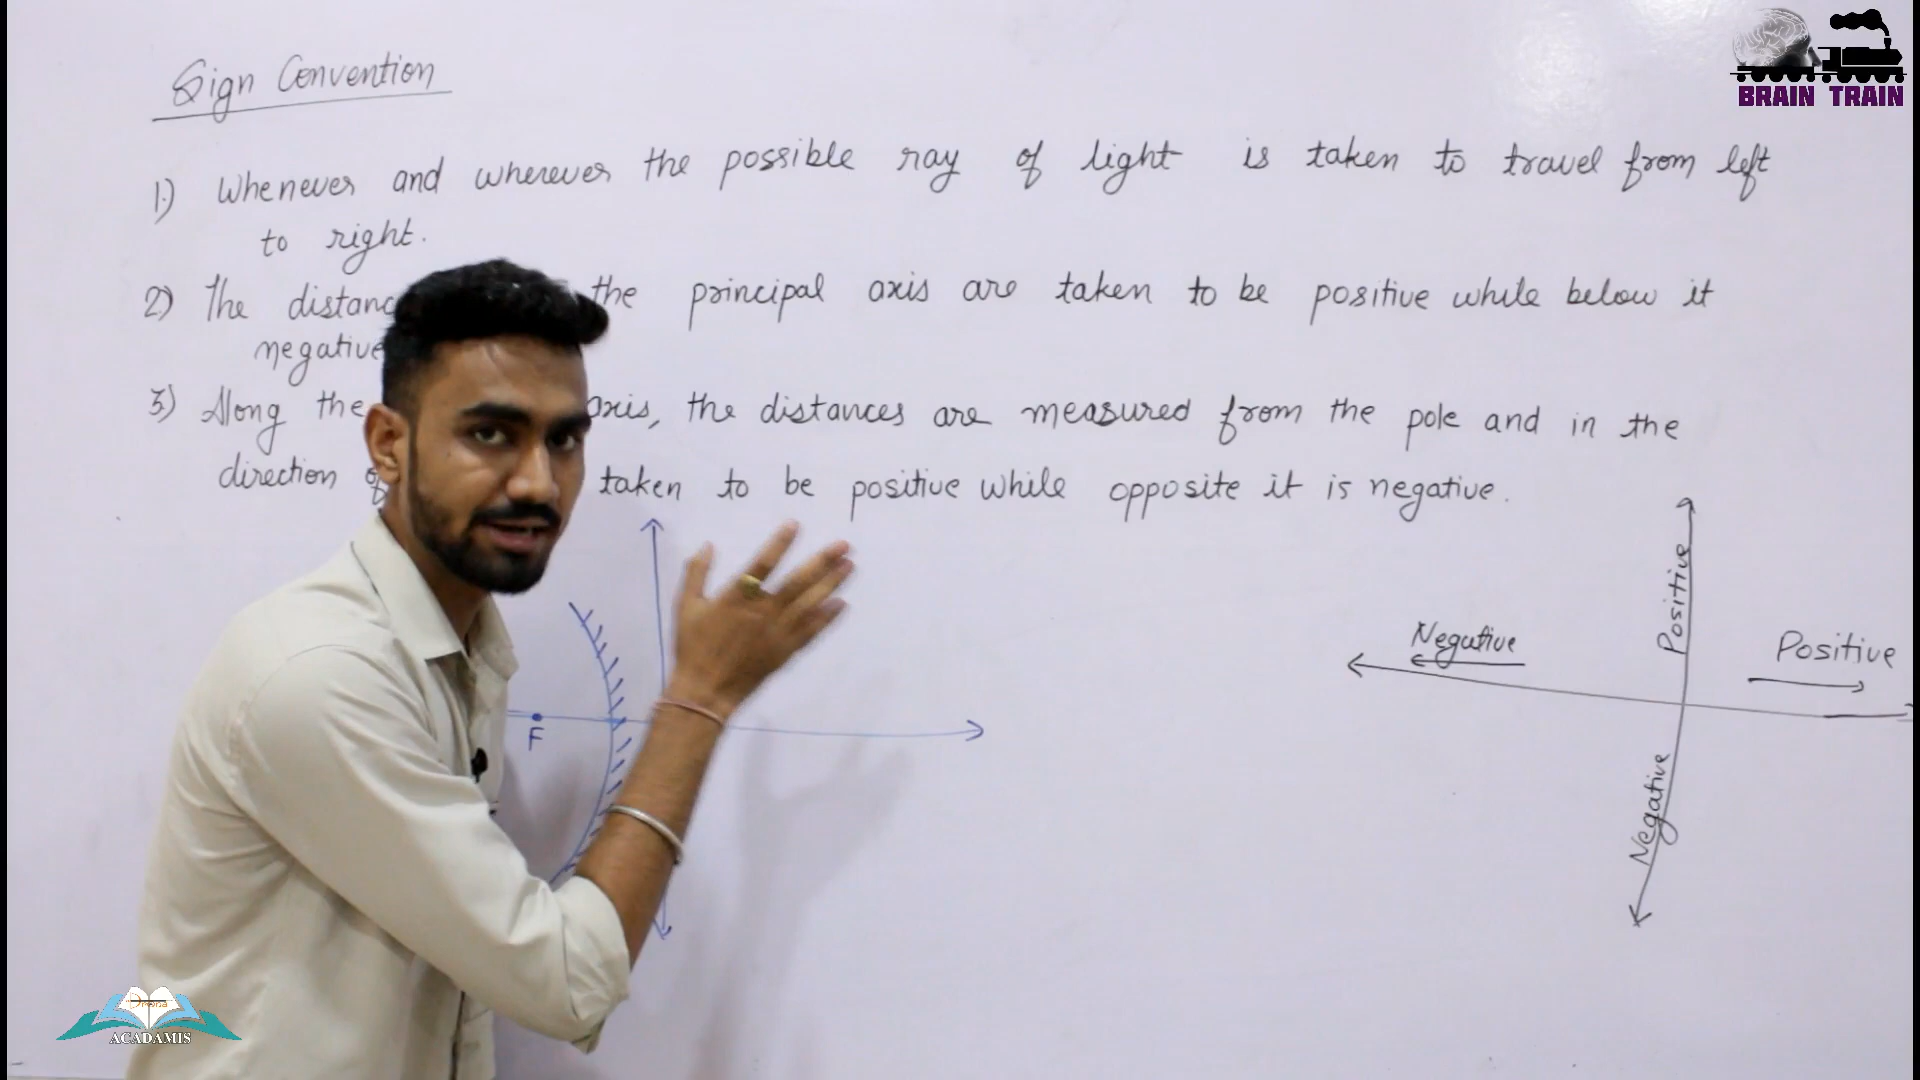 Sign Convention
BRAIN TRAIN
1.) Whenever and wherever the possible ray of light is taken to travel from left
to right.
2) The the principal axis are taken to be positive while below it
negative
3.) Along the axis, the distances are measured from the pole and in the
direction taken to be positive while opposite it is negative.
Positive
Negative
Positive
F
Negative
Drona
ACADAMIS